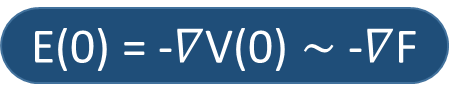 E(0) = -∇V(0) ~ -∇F